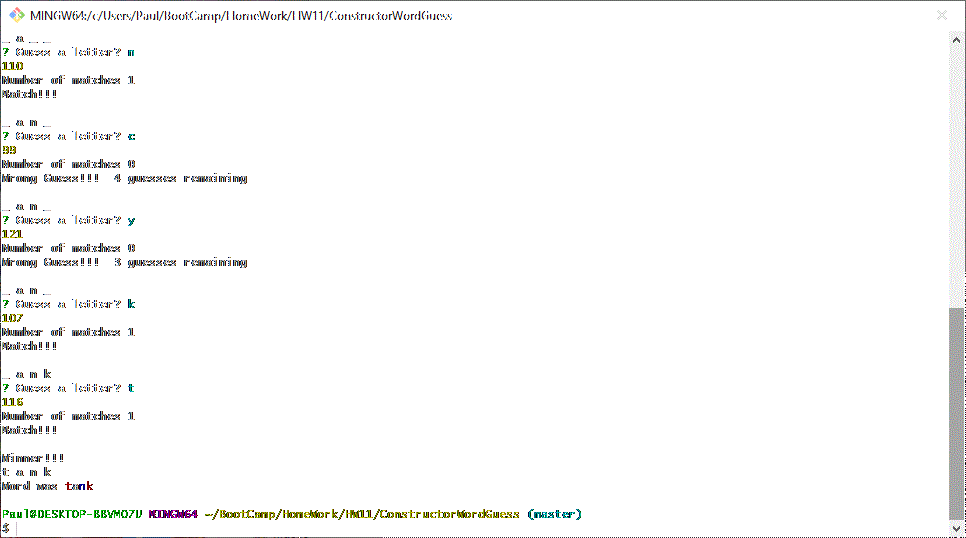 MINGW64:/c/Users/Paul/BootCamp/HomeWork/HW11/ConstructorWordGuess
_ a _ _
? Guess a letter? n
110
Number of matches 1
Match!!!
_ a n _
? Guess a letter? c
99
Number of matches 0
Wrong Guess!!!  4 guesses remaining
_ a n _
? Guess a letter? y
121
Number of matches 0
Wrong Guess!!!  3 guesses remaining
_ a n _
? Guess a letter? k
107
Number of matches 1
Match!!!
_ a n k
? Guess a letter? t
116
Number of matches 1
Match!!!
Winner!!!
t a n k
Word was tank
MINGW64 ~/BootCamp/HomeWork/HW11/ConstructorWordGuess (master)
$